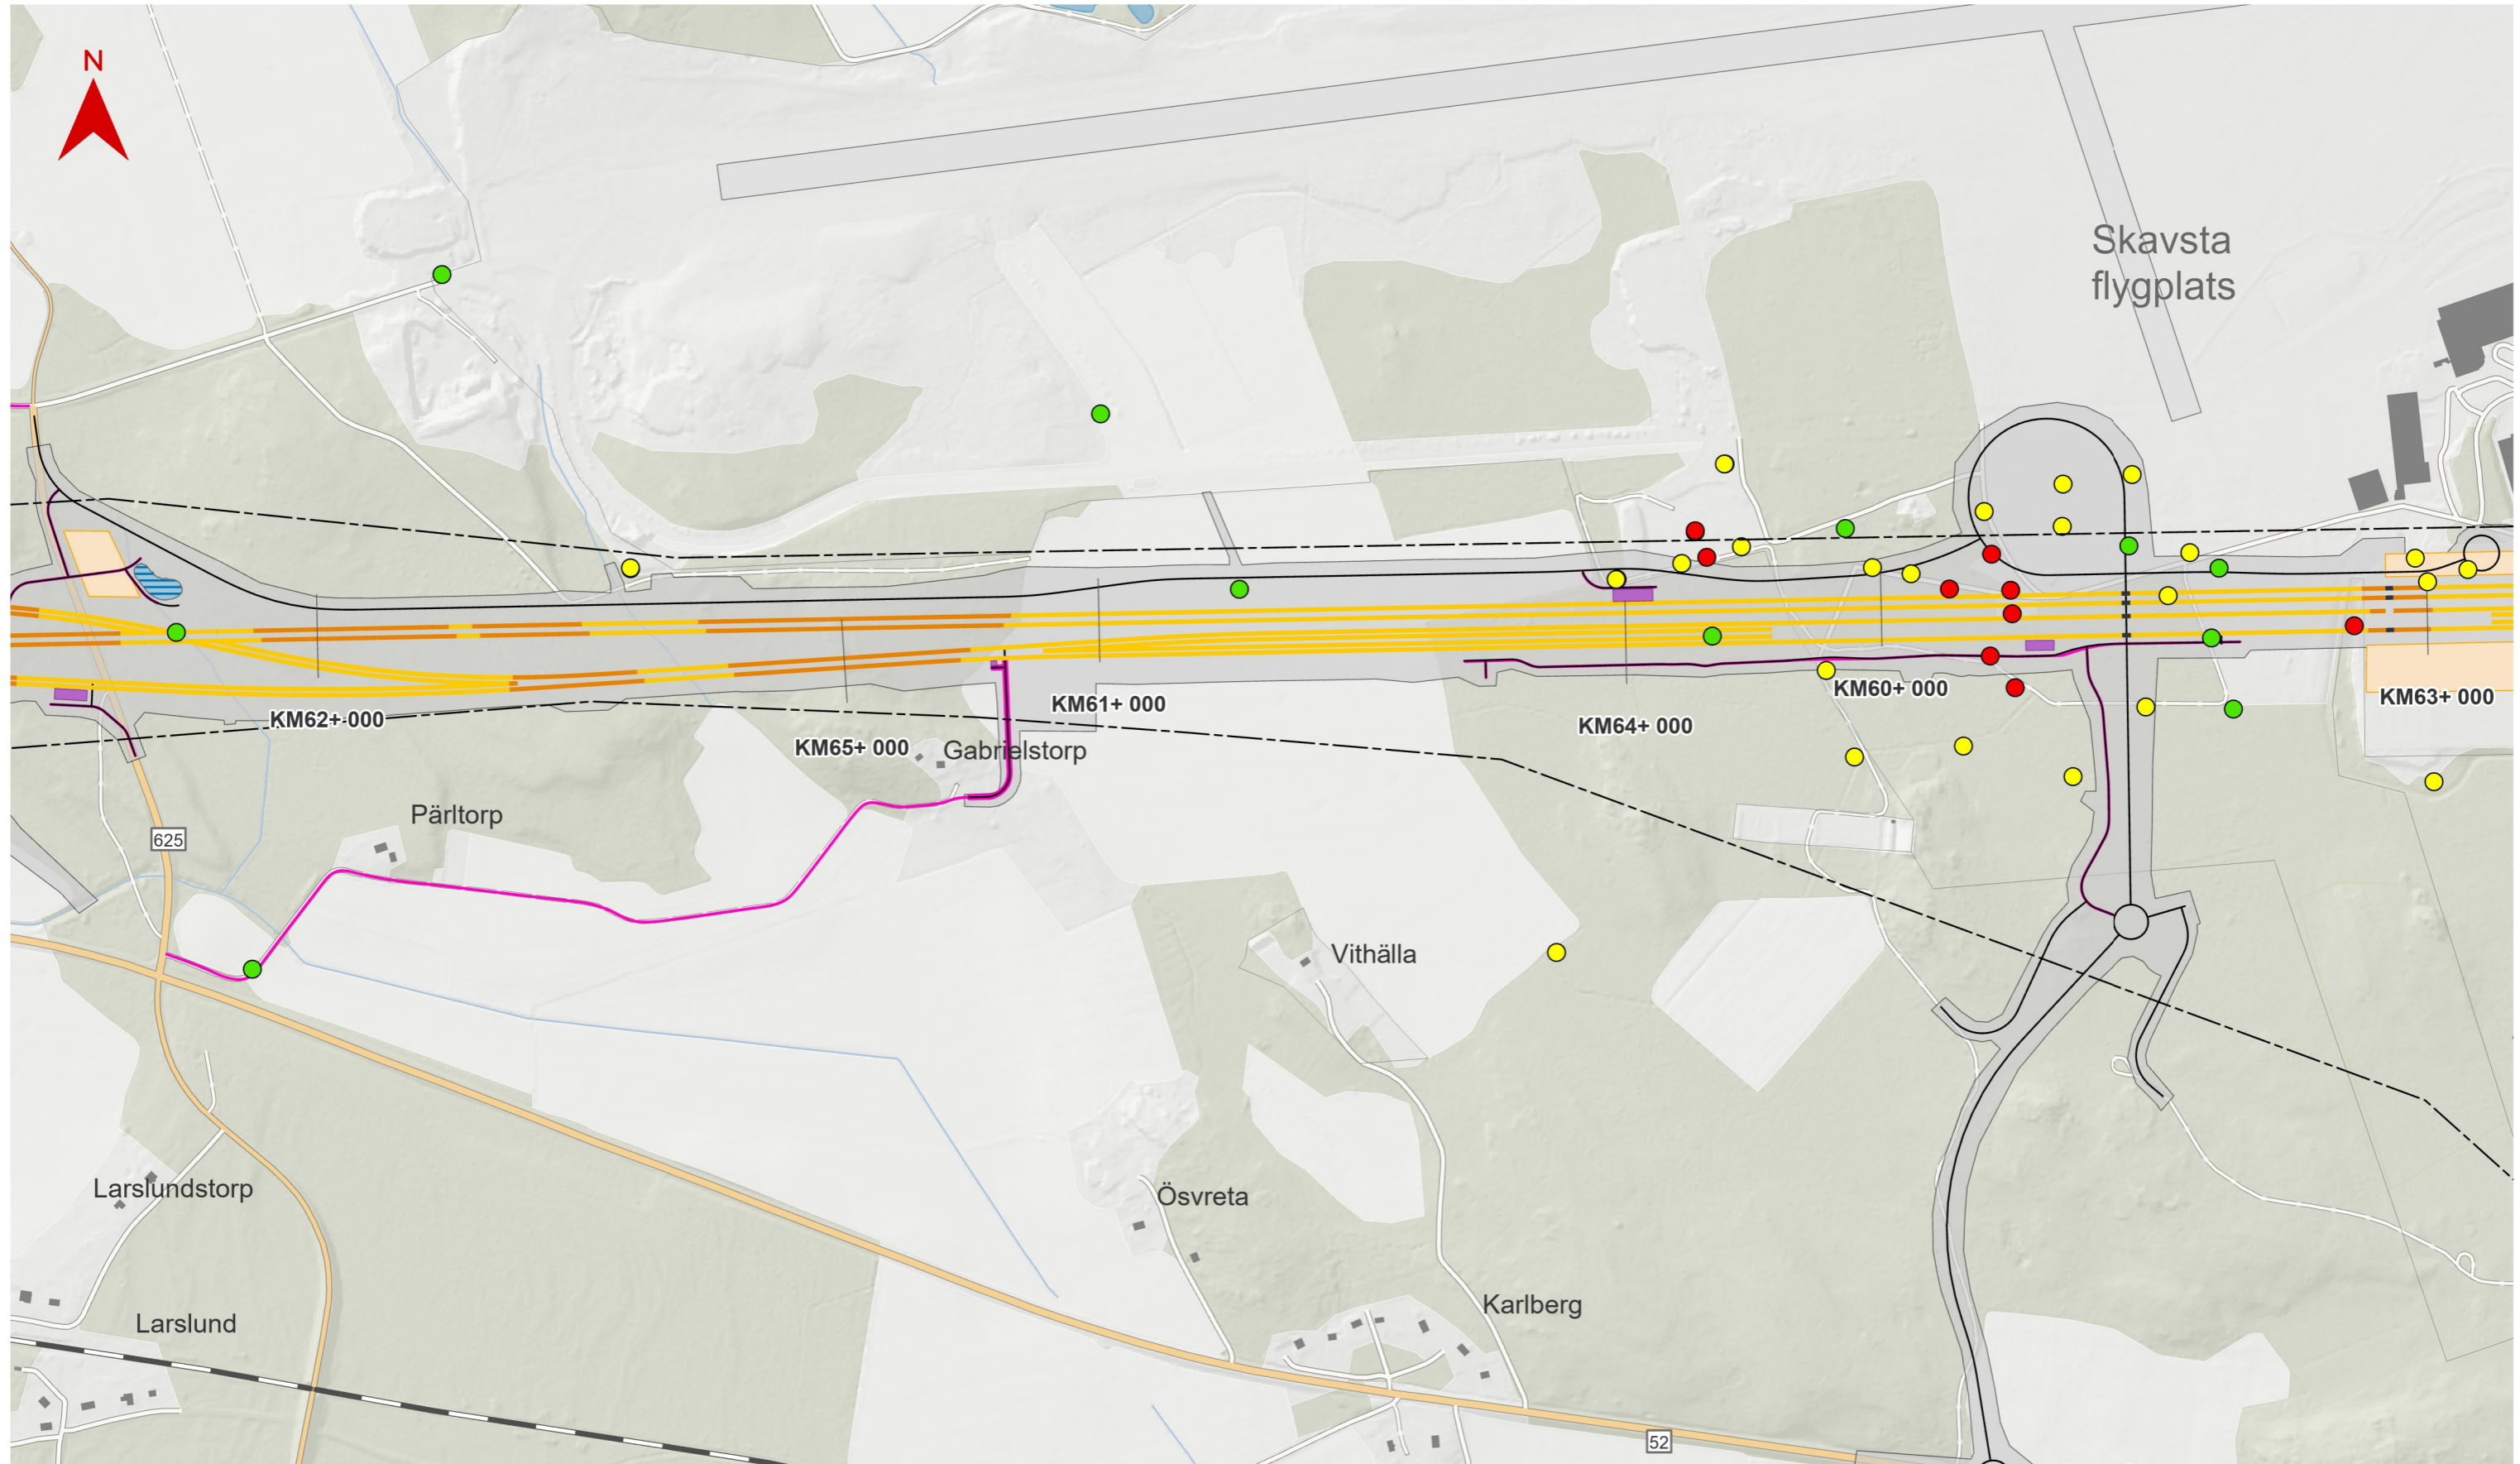 N
Skavsta
flygplats
KM62+ 000
KM65+ 000
KM61+ 000
KM64+ 000
KM60+ 000
KM63+ 000
Gabrielstorp
Pärltorp
625
Vithälla
Larslundstorp
Ösvreta
Larslund
Karlberg
52